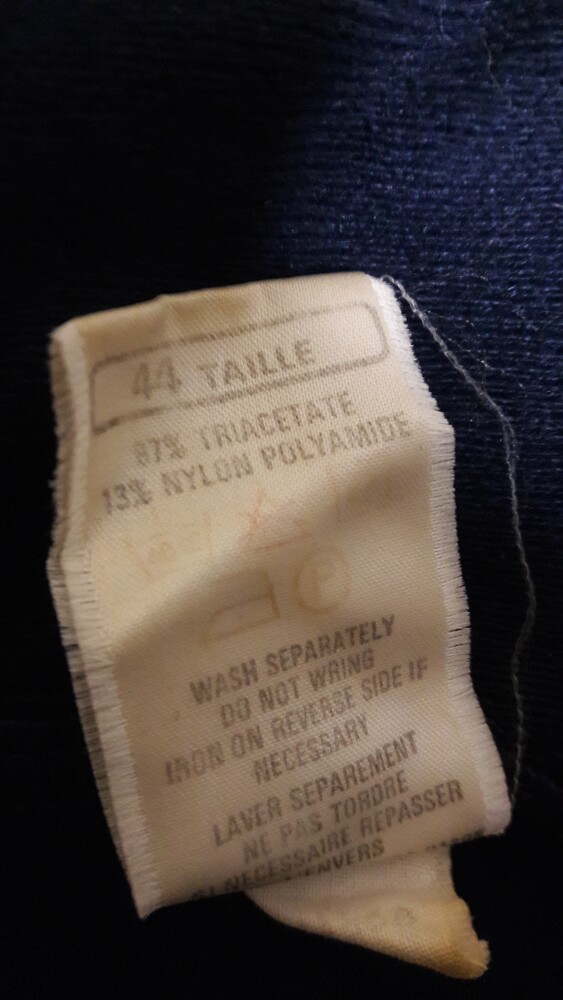 44 TAILLE
87% TRIACETATE
13% NYLON POLYAMIDE
WASH SEPARATELY
DO NOT WRING
IRON ON REVERSE SIDE IF
NECESSARY
LAVER SEPAREMENT
NE PAS TORDRE
SI NECESSAIRE REPASSER
L'ENVERS